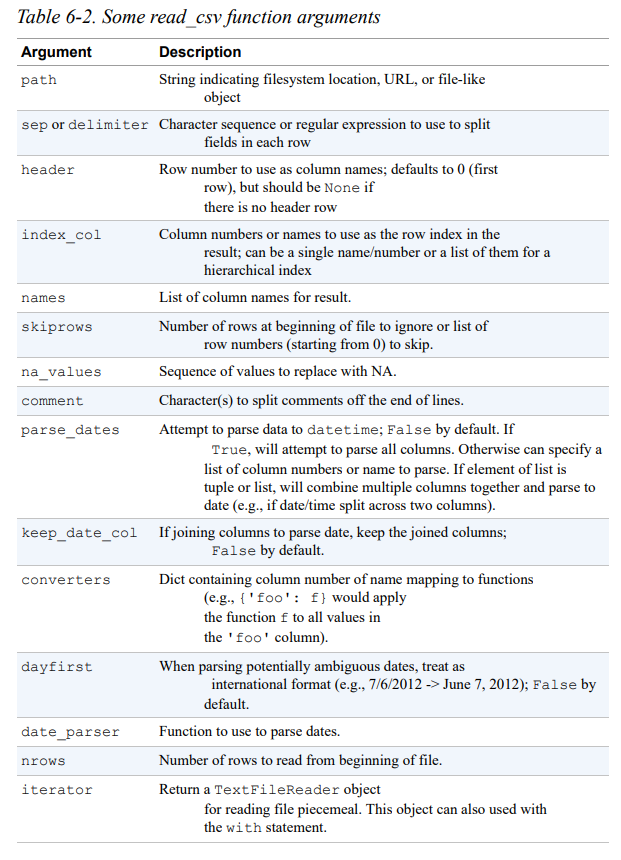 Table 6-2. Some read_csv function arguments
Argument Description
path String indicating filesystem location, URL, or file-like
object
sep or delimiter Character sequence or regular expression to use to split
fields in each row
header Row number to use as column names; defaults to 0 (first
row), but should be None if
there is no header row
index_col Column numbers or names to use as the row index in the
result; can be a single name/number or a list of them for a
hierarchical index
names List of column names for result.
skiprows Number of rows at beginning of file to ignore or list of
row numbers (starting from 0) to skip.
na_values Sequence of values to replace with NA.
comment Character(s) to split comments off the end of lines.
parse_dates Attempt to parse data to datetime; False by default. If
True, will attempt to parse all columns. Otherwise can specify a
list of column numbers or name to parse. If element of list is
tuple or list, will combine multiple columns together and parse to
date (e.g., if date/time split across two columns).
keep_date_col If joining columns to parse date, keep the joined columns;
False by default.
converters Dict containing column number of name mapping to functions
(e.g., {'foo': f} would apply
the function f to all values in
the 'foo' column).
dayfirst When parsing potentially ambiguous dates, treat as
international format (e.g., 7/6/2012 -> June 7, 2012); False by
default.
date_parser Function to use to parse dates.
nrows Number of rows to read from beginning of file.
iterator Return a TextFileReader object
for reading file piecemeal. This object can also used with
the with statement.